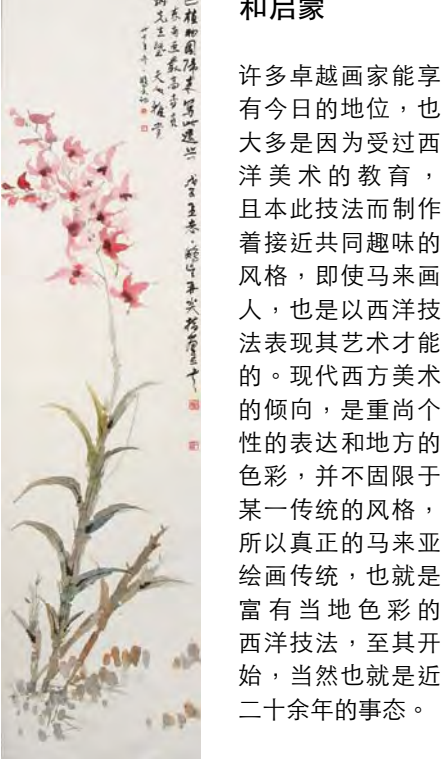 和启蒙
许多卓越画家能享
有今日的地位，也
大多是因为受过西
洋美术的教育，
且本此技法而制作
着接近共同趣味的
风格，即使马来画
人，也是以西洋技
法表现其艺术才能
的。现代西方美术
的倾向，是重尚个
性的表达和地方的
色彩，并不固限于
某一传统的风格，
所以真正的马来亚
绘画传统，也就是
富有当地色彩的
西洋技法，至其开
始，当然也就是近
二十余年的事态。